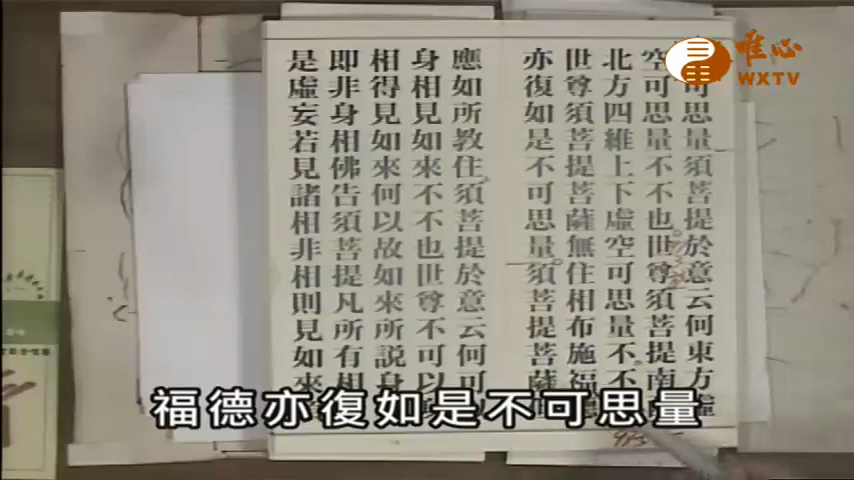 唯心
WXTV
可思量須菩提於意云何東方虛
空可思量不不也世尊須菩提南
北方四維上下虛空可思量不不
世尊須菩提菩薩無住相布施福
亦復如是不可思量須菩提菩薩
應如所教住須菩提於意云何可
身相見如來不不也世尊不可以
相得見如來何以故如來所説身
即非身相佛告須菩提凡所有相
是虛妄若見諸相非相則見如來
福德亦復如是不可思量